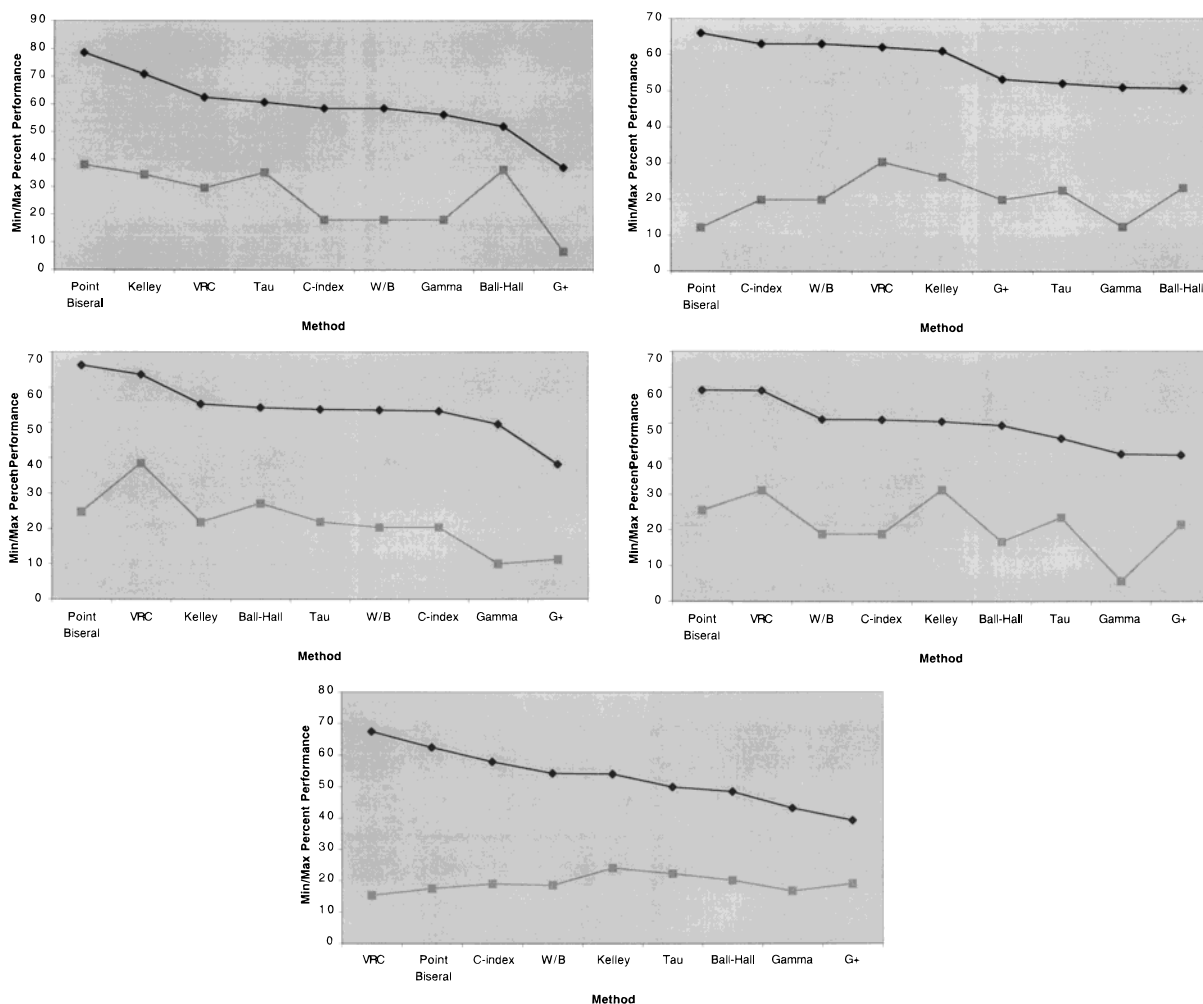 90
80
70
60
50
40
30
20
10
0
Min/Max Percent Performance
Point Biseral
Kelley
VRC
Tau
C-index
W/B
Gamma
Ball-Hall
G+
Method
70
60
50
40
30
20
10
0
Min/Max Percent Performance
Point Biseral
C-index
W/B
VRC
Kelley
G+
Tau
Gamma
Ball-Hall
Method
70
60
50
40
30
20
10
0
Min/Max PercehPerformance
Point Biseral
VRC
Kelley
Ball-Hall
Tau
W/B
C-index
Gamma
G+
Method
70
60
50
40
30
20
10
0
Min/Max PercenPerformance
Point Biseral
VRC
W/B
C-index
Kelley
Ball-Hall
Tau
Gamma
G+
Method
80
70
60
50
40
30
20
10
0
Min/Max Percent Performance
VRC
Point Biseral
C-index
W/B
Kelley
Tau
Ball-Hall
Gamma
G+
Method